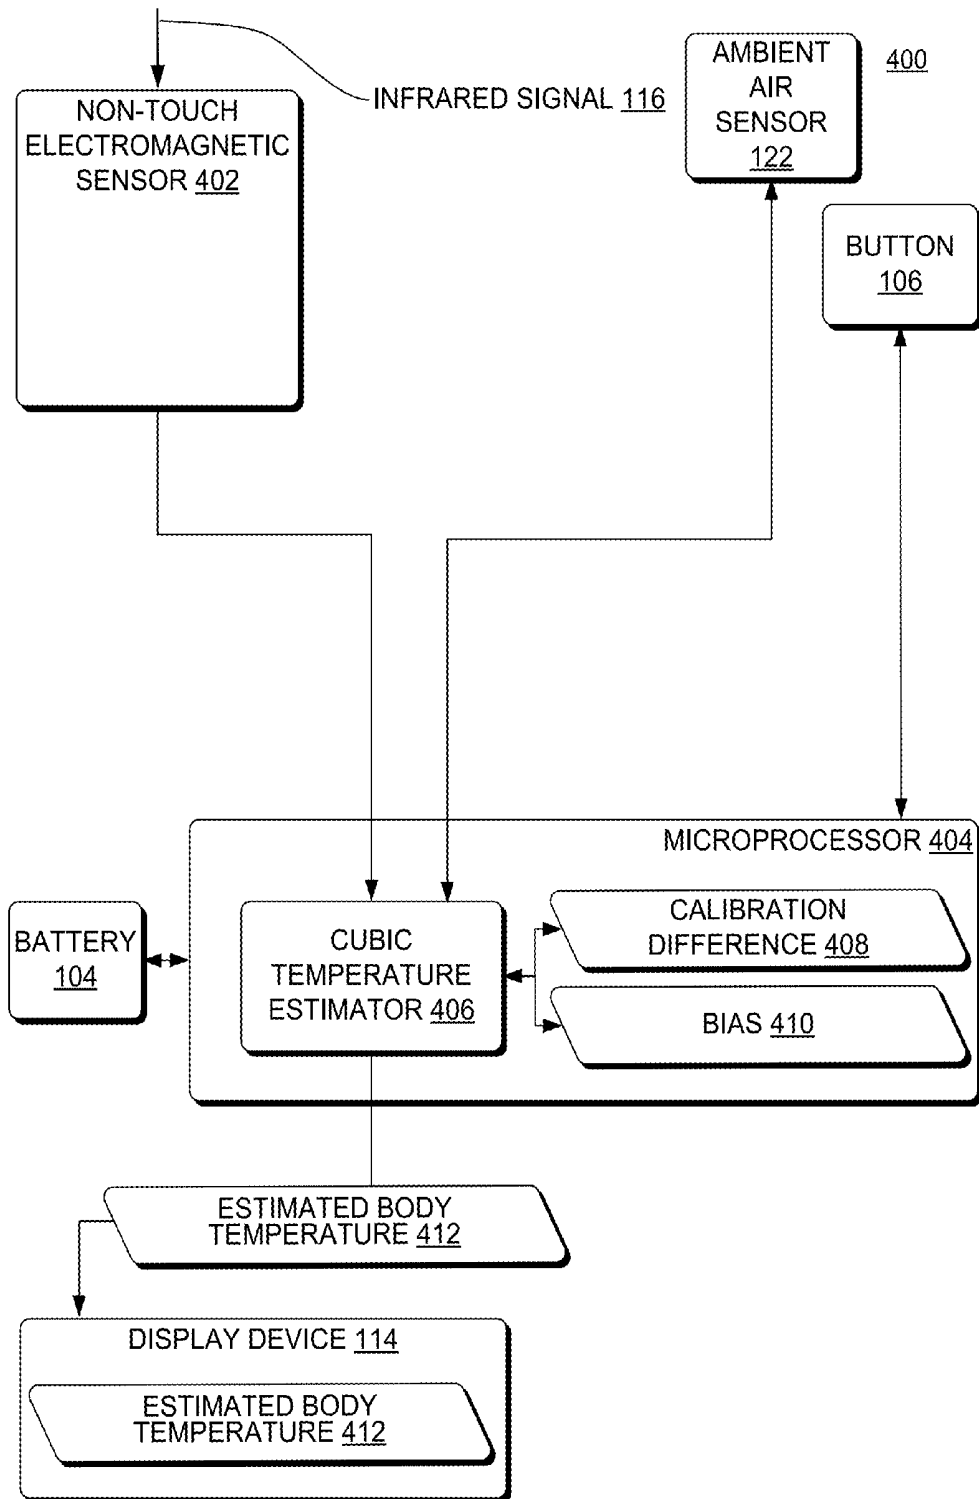 AMBIENT
AIR
SENSOR
122
400
NON-TOUCH
ELECTROMAGNETIC
SENSOR 402
INFRARED SIGNAL 116
BUTTON
106
MICROPROCESSOR 404
BATTERY
104
CUBIC
TEMPERATURE
ESTIMATOR 406
CALIBRATION
DIFFERENCE 408
BIAS 410
ESTIMATED BODY
TEMPERATURE 412
DISPLAY DEVICE 114
ESTIMATED BODY
TEMPERATURE 412